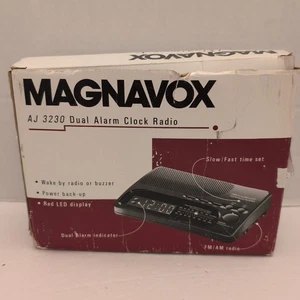 MAGNAVOX
MAGNAVOX
AJ 3230 Dual Alarm Clock Radio
Slow/Fast time set
• Wake by radio or buzzer
• Power back-up
• Red LED display
Dual Alarm indicator
FM/AM radio